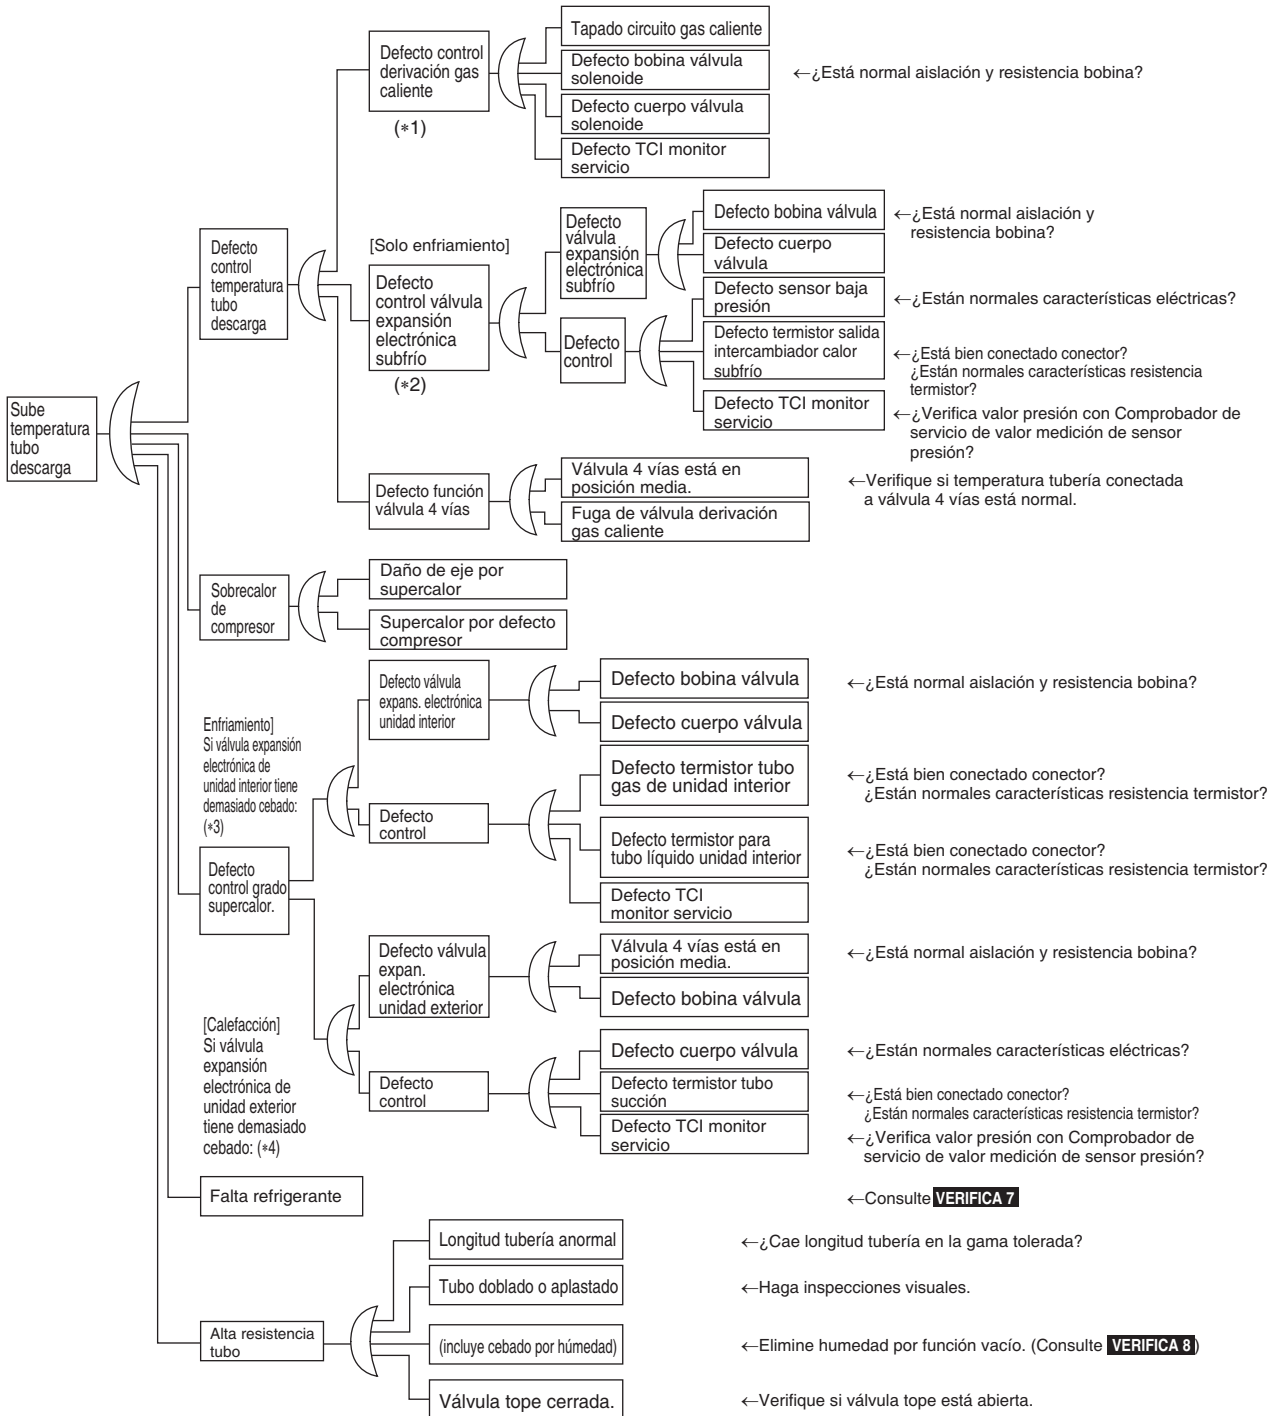 Tapado circuito gas caliente
Defecto control
derivación gas
caliente
(*1)
Defecto bobina válvula
solenoide
←¿Está normal aislación y resistencia bobina?
Defecto cuerpo válvula
solenoide
Defecto TCI monitor
servicio
Defecto
control
temperatura
tubo
descarga
[Solo enfriamiento]
Defecto
control válvula
expansión
electrónica
subfrío
(*2)
Defecto
válvula
expansión
electrónica
subfrío
Defecto bobina válvula
←¿Está normal aislación y
resistencia bobina?
Defecto cuerpo
válvula
Defecto
control
Defecto sensor baja
presión
←¿Están normales características eléctricas?
Defecto termistor salida
intercambiador calor
subfrío
←¿Está bien conectado conector?
¿Están normales características resistencia
termistor?
Defecto TCI monitor
servicio
←¿Verifica valor presión con Comprobador de
servicio de valor medición de sensor
presión?
Sube
temperatura
tubo
descarga
Defecto función
válvula 4 vías
Válvula 4 vías está en
posición media.
←Verifique si temperatura tubería conectada
a válvula 4 vías está normal.
Fuga de válvula derivación
gas caliente
Sobrecalor
de
compresor
Daño de eje por
supercalor
Supercalor por defecto
compresor
Enfriamiento]
Si válvula expansión
electrónica de
unidad interior tiene
demasiado cebado:
(*3)
Defecto válvula
expans. electrónica
unidad interior
Defecto bobina válvula
←¿Está normal aislación y resistencia bobina?
Defecto cuerpo válvula
Defecto
control
Defecto termistor tubo
gas de unidad interior
←¿Está bien conectado conector?
¿Están normales características resistencia termistor?
Defecto termistor para
tubo líquido unidad interior
←¿Está bien conectado conector?
¿Están normales características resistencia termistor?
Defecto TCI
monitor servicio
Defecto
control grado
supercalor.
[Calefacción]
Si válvula
expansión
electrónica de
unidad exterior
tiene demasiado
cebado: (*4)
Defecto válvula
expan.
electrónica
unidad exterior
Válvula 4 vías está en
posición media.
←¿Está normal aislación y resistencia bobina?
Defecto bobina válvula
Defecto
control
Defecto cuerpo válvula
←¿Están normales características eléctricas?
Defecto termistor tubo
succión
←¿Está bien conectado conector?
¿Están normales características resistencia termistor?
Defecto TCI monitor
servicio
←¿Verifica valor presión con Comprobador de
servicio de valor medición de sensor presión?
Falta refrigerante
←Consulte VERIFICA 7
Alta resistencia
tubo
Longitud tubería anormal
←¿Cae longitud tubería en la gama tolerada?
Tubo doblado o aplastado
←Haga inspecciones visuales.
(incluye cebado por húmedad)
←Elimine humedad por función vacío. (Consulte VERIFICA 8)
Válvula tope cerrada.
←Verifique si válvula tope está abierta.